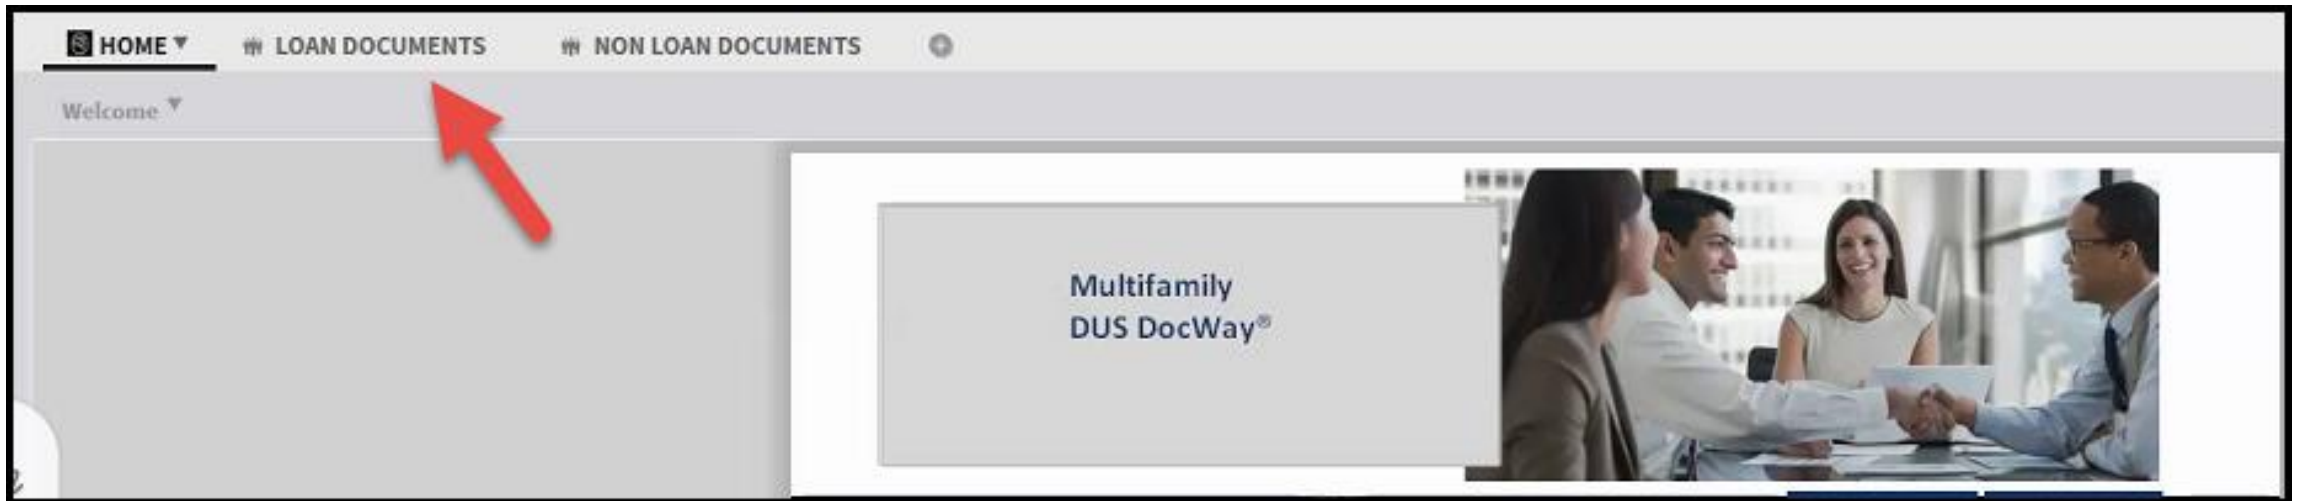 HOME LOAN DOCUMENTS NON LOAN DOCUMENTS
Welcome
Multifamily
DUS DocWay®